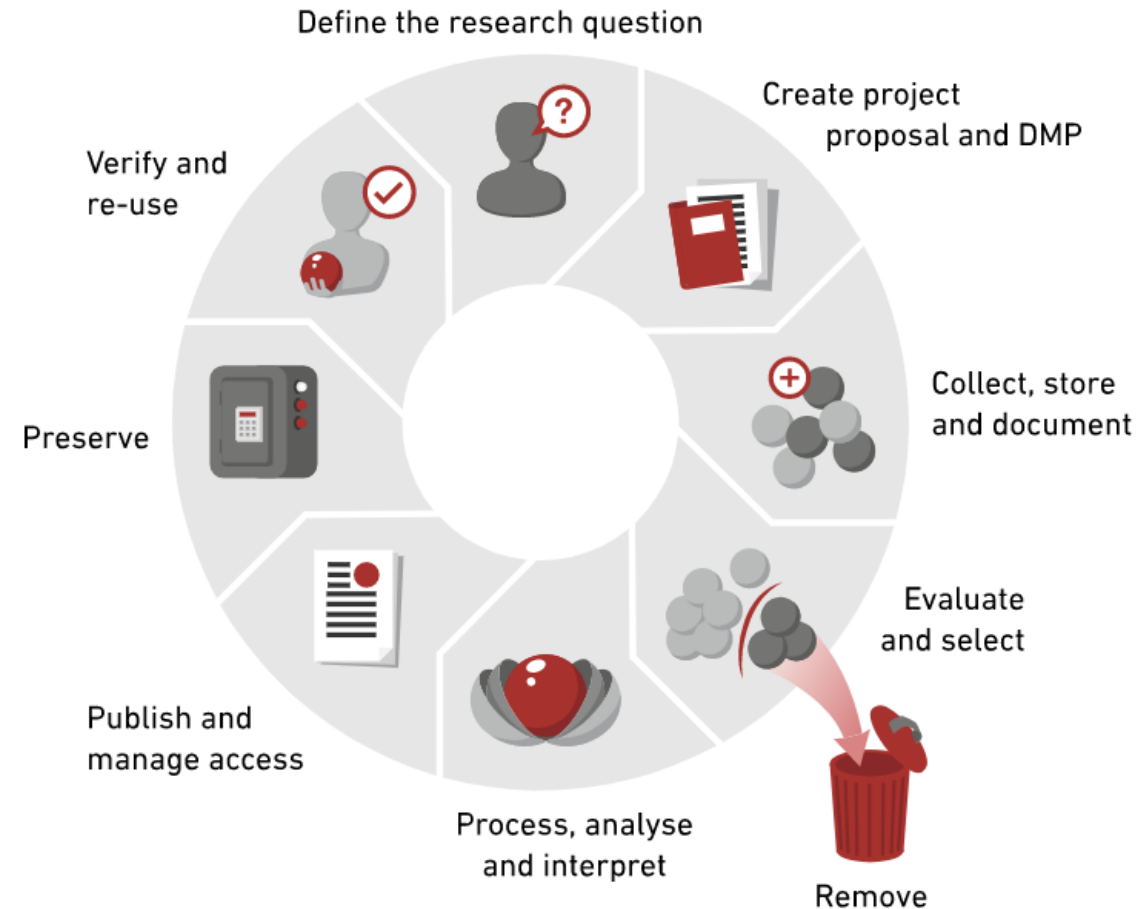 Define the research question
Create project
proposal and DMP
Collect, store
and document
Evaluate
and select
Remove
Process, analyse
and interpret
Publish and
manage access
Preserve
Verify and
re-use
?